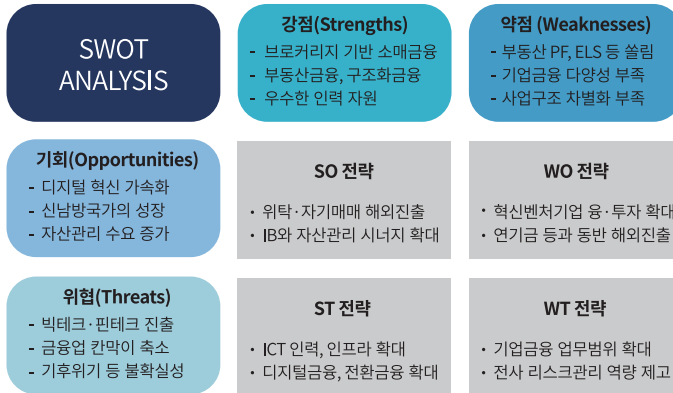 SWOT
ANALYSIS
강점(Strengths)
- 브로커리지 기반 소매금융
- 부동산금융, 구조화금융
- 우수한 인력 자원
약점 (Weaknesses)
- 부동산 PF, ELS 등 쏠림
- 기업금융 다양성 부족
- 사업구조 차별화 부족
기회(Opportunities)
- 디지털 혁신 가속화
- 신남방국가의 성장
- 자산관리 수요 증가
SO 전략
· 위탁·자기매매 해외진출
· IB와 자산관리 시너지 확대
WO 전략
· 혁신벤처기업 융·투자 확대
· 연기금 등과 동반 해외진출
위협(Threats)
- 빅테크·핀테크 진출
- 금융업 칸막이 축소
- 기후위기 등 불확실성
ST 전략
· ICT 인력, 인프라 확대
· 디지털금융, 전환금융 확대
WT 전략
· 기업금융 업무범위 확대
· 전사 리스크관리 역량 제고